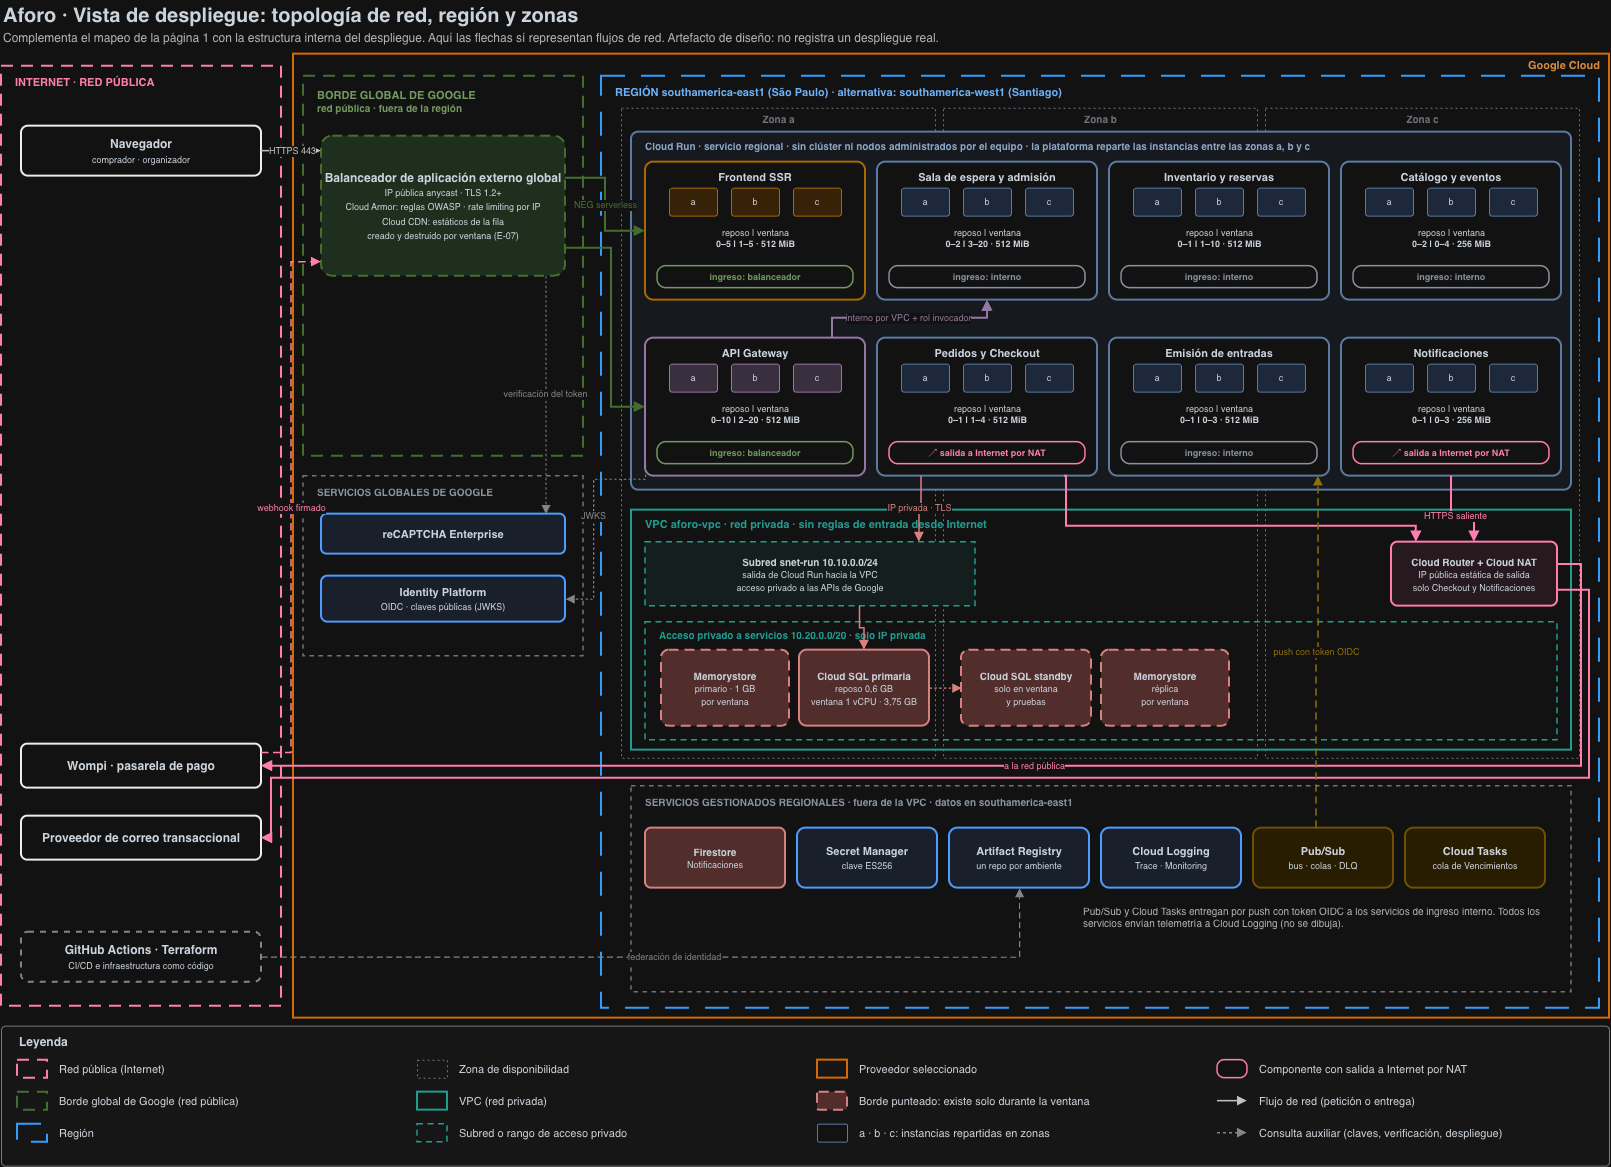 Aforo · Vista de despliegue: topología de red, región y zonas
Complementa el mapeo de la página 1 con la estructura interna del despliegue. Aquí las flechas sí representan flujos de red. Artefacto de diseño: no registra un despliegue real.
Google Cloud
INTERNET · RED PÚBLICA
Navegador
comprador · organizador
HTTPS 443
BORDE GLOBAL DE GOOGLE
red pública · fuera de la región
Balanceador de aplicación externo global
IP pública anycast · TLS 1.2+
Cloud Armor: reglas OWASP · rate limiting por IP
Cloud CDN: estáticos de la fila
creado y destruido por ventana (E-07)
NEG serverless
verificación del token
REGIÓN southamerica-east1 (São Paulo) · alternativa: southamerica-west1 (Santiago)
Zona a
Zona b
Zona c
Cloud Run · servicio regional · sin clúster ni nodos administrados por el equipo · la plataforma reparte las instancias entre las zonas a, b y c
Frontend SSR
a
b
c
reposo | ventana
0–5 | 1–5 · 512 MiB
ingreso: balanceador
Sala de espera y admisión
a
b
c
reposo | ventana
0–2 | 3–20 · 512 MiB
ingreso: interno
Inventario y reservas
a
b
c
reposo | ventana
0–1 | 1–10 · 512 MiB
ingreso: interno
Catálogo y eventos
a
b
c
reposo | ventana
0–2 | 0–4 · 256 MiB
ingreso: interno
interno por VPC + rol invocador
API Gateway
a
b
c
reposo | ventana
0–10 | 2–20 · 512 MiB
ingreso: balanceador
Pedidos y Checkout
a
b
c
reposo | ventana
0–1 | 1–4 · 512 MiB
↗ salida a Internet por NAT
Emisión de entradas
a
b
c
reposo | ventana
0–1 | 0–3 · 512 MiB
ingreso: interno
Notificaciones
a
b
c
reposo | ventana
0–1 | 0–3 · 256 MiB
↗ salida a Internet por NAT
SERVICIOS GLOBALES DE GOOGLE
reCAPTCHA Enterprise
Identity Platform
OIDC · claves públicas (JWKS)
webhook firmado
JWKS
IP privada · TLS
HTTPS saliente
VPC aforo-vpc · red privada · sin reglas de entrada desde Internet
Subred snet-run 10.10.0.0/24
salida de Cloud Run hacia la VPC
acceso privado a las APIs de Google
Cloud Router + Cloud NAT
IP pública estática de salida
solo Checkout y Notificaciones
Acceso privado a servicios 10.20.0.0/20 · solo IP privada
Memorystore
primario · 1 GB
por ventana
Cloud SQL primaria
reposo 0,6 GB
ventana 1 vCPU · 3,75 GB
Cloud SQL standby
solo en ventana
y pruebas
Memorystore
réplica
por ventana
push con token OIDC
Wompi · pasarela de pago
a la red pública
Proveedor de correo transaccional
SERVICIOS GESTIONADOS REGIONALES · fuera de la VPC · datos en southamerica-east1
Firestore
Notificaciones
Secret Manager
clave ES256
Artifact Registry
un repo por ambiente
Cloud Logging
Trace · Monitoring
Pub/Sub
bus · colas · DLQ
Cloud Tasks
cola de Vencimientos
Pub/Sub y Cloud Tasks entregan por push con token OIDC a los servicios de ingreso interno. Todos los
servicios envían telemetría a Cloud Logging (no se dibuja).
GitHub Actions · Terraform
CI/CD e infraestructura como código
federación de identidad
Leyenda
Red pública (Internet)
Zona de disponibilidad
Proveedor seleccionado
Componente con salida a Internet por NAT
Borde global de Google (red pública)
VPC (red privada)
Borde punteado: existe solo durante la ventana
Flujo de red (petición o entrega)
Región
Subred o rango de acceso privado
a · b · c: instancias repartidas en zonas
Consulta auxiliar (claves, verificación, despliegue)